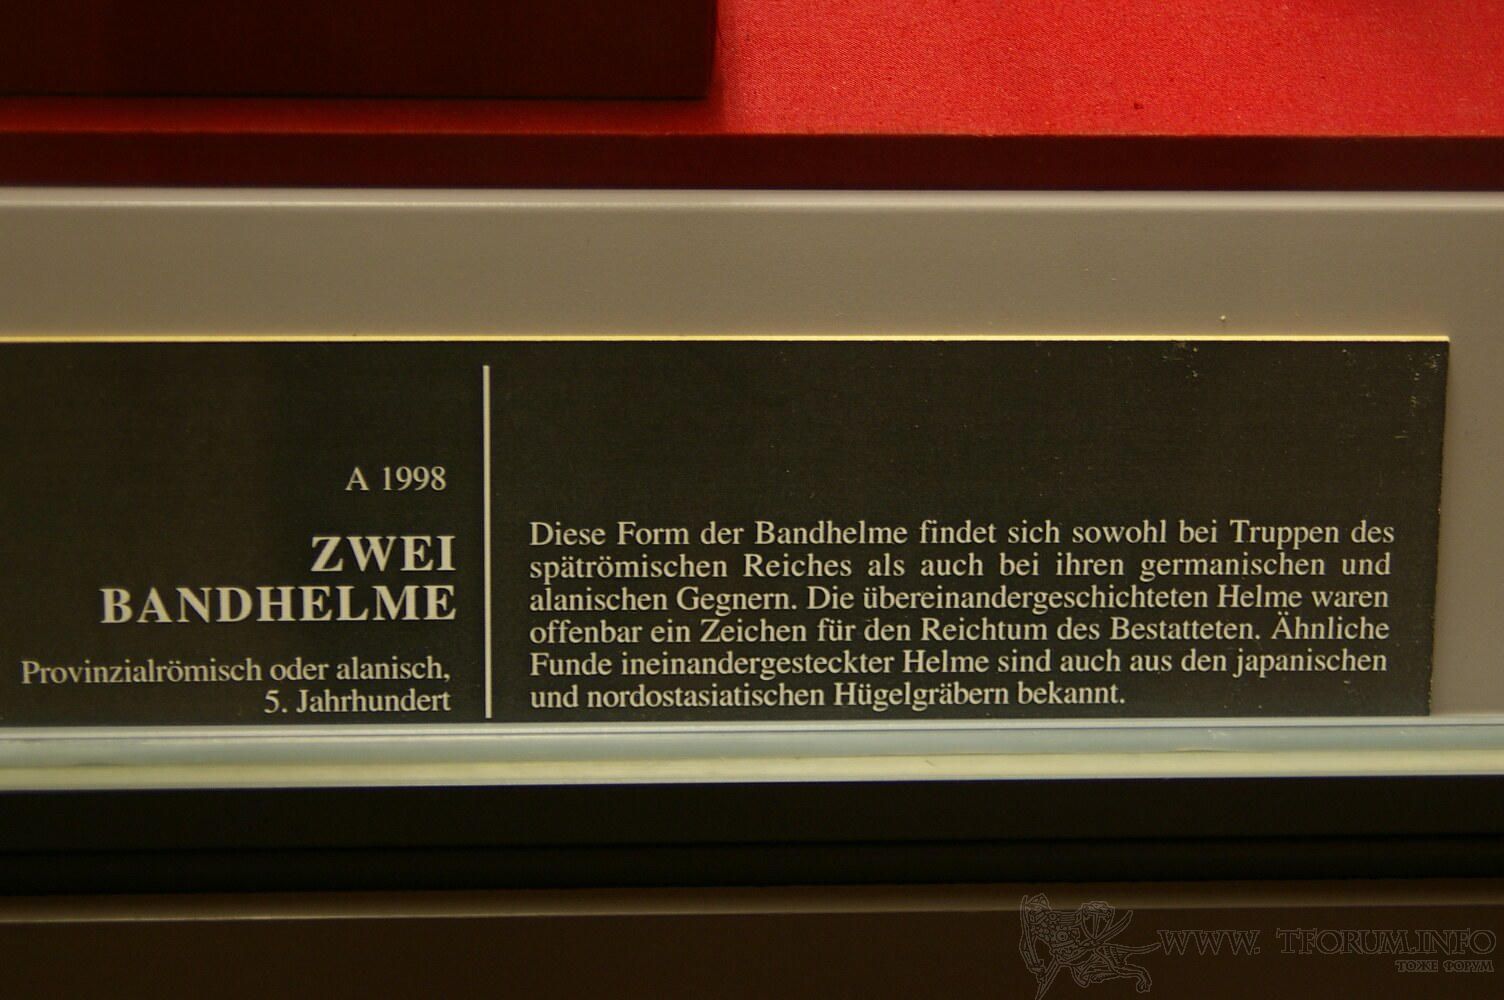 A 1998
ZWEI
BANDHELME
Provinzialrömisch oder alanisch,
5. Jahrhundert
Diese Form der Bandhelme findet sich sowohl bei Truppen des
spätrömischen Reiches als auch bei ihren germanischen und
alanischen Gegnern. Die übereinandergeschichteten Helme waren
offenbar ein Zeichen für den Reichtum des Bestatteten. Ähnliche
Funde ineinandergesteckter Helme sind auch aus den japanischen
und nordostasiatischen Hügelgräbern bekannt.
WWW. TFORUM.INFO
ТОЖЕ ФОРУМ